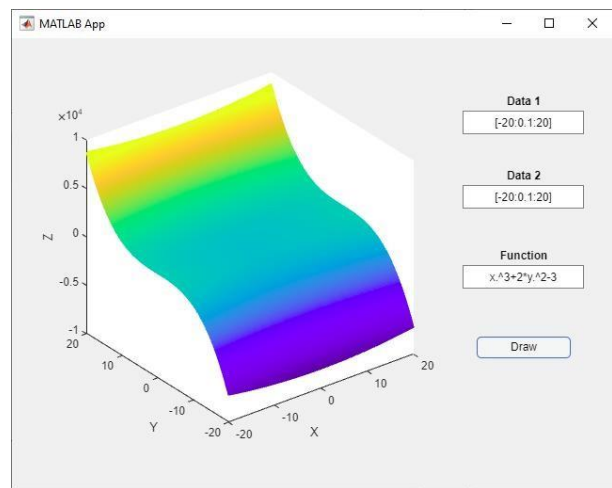 MATLAB App
×10⁴
1
0.5
0
-0.5
-1
Z
20
10
0
-10
-20
Y
-20
-10
0
10
20
X
Data 1
[-20:0.1:20]
Data 2
[-20:0.1:20]
Function
x.^3+2*y.^2-3
Draw